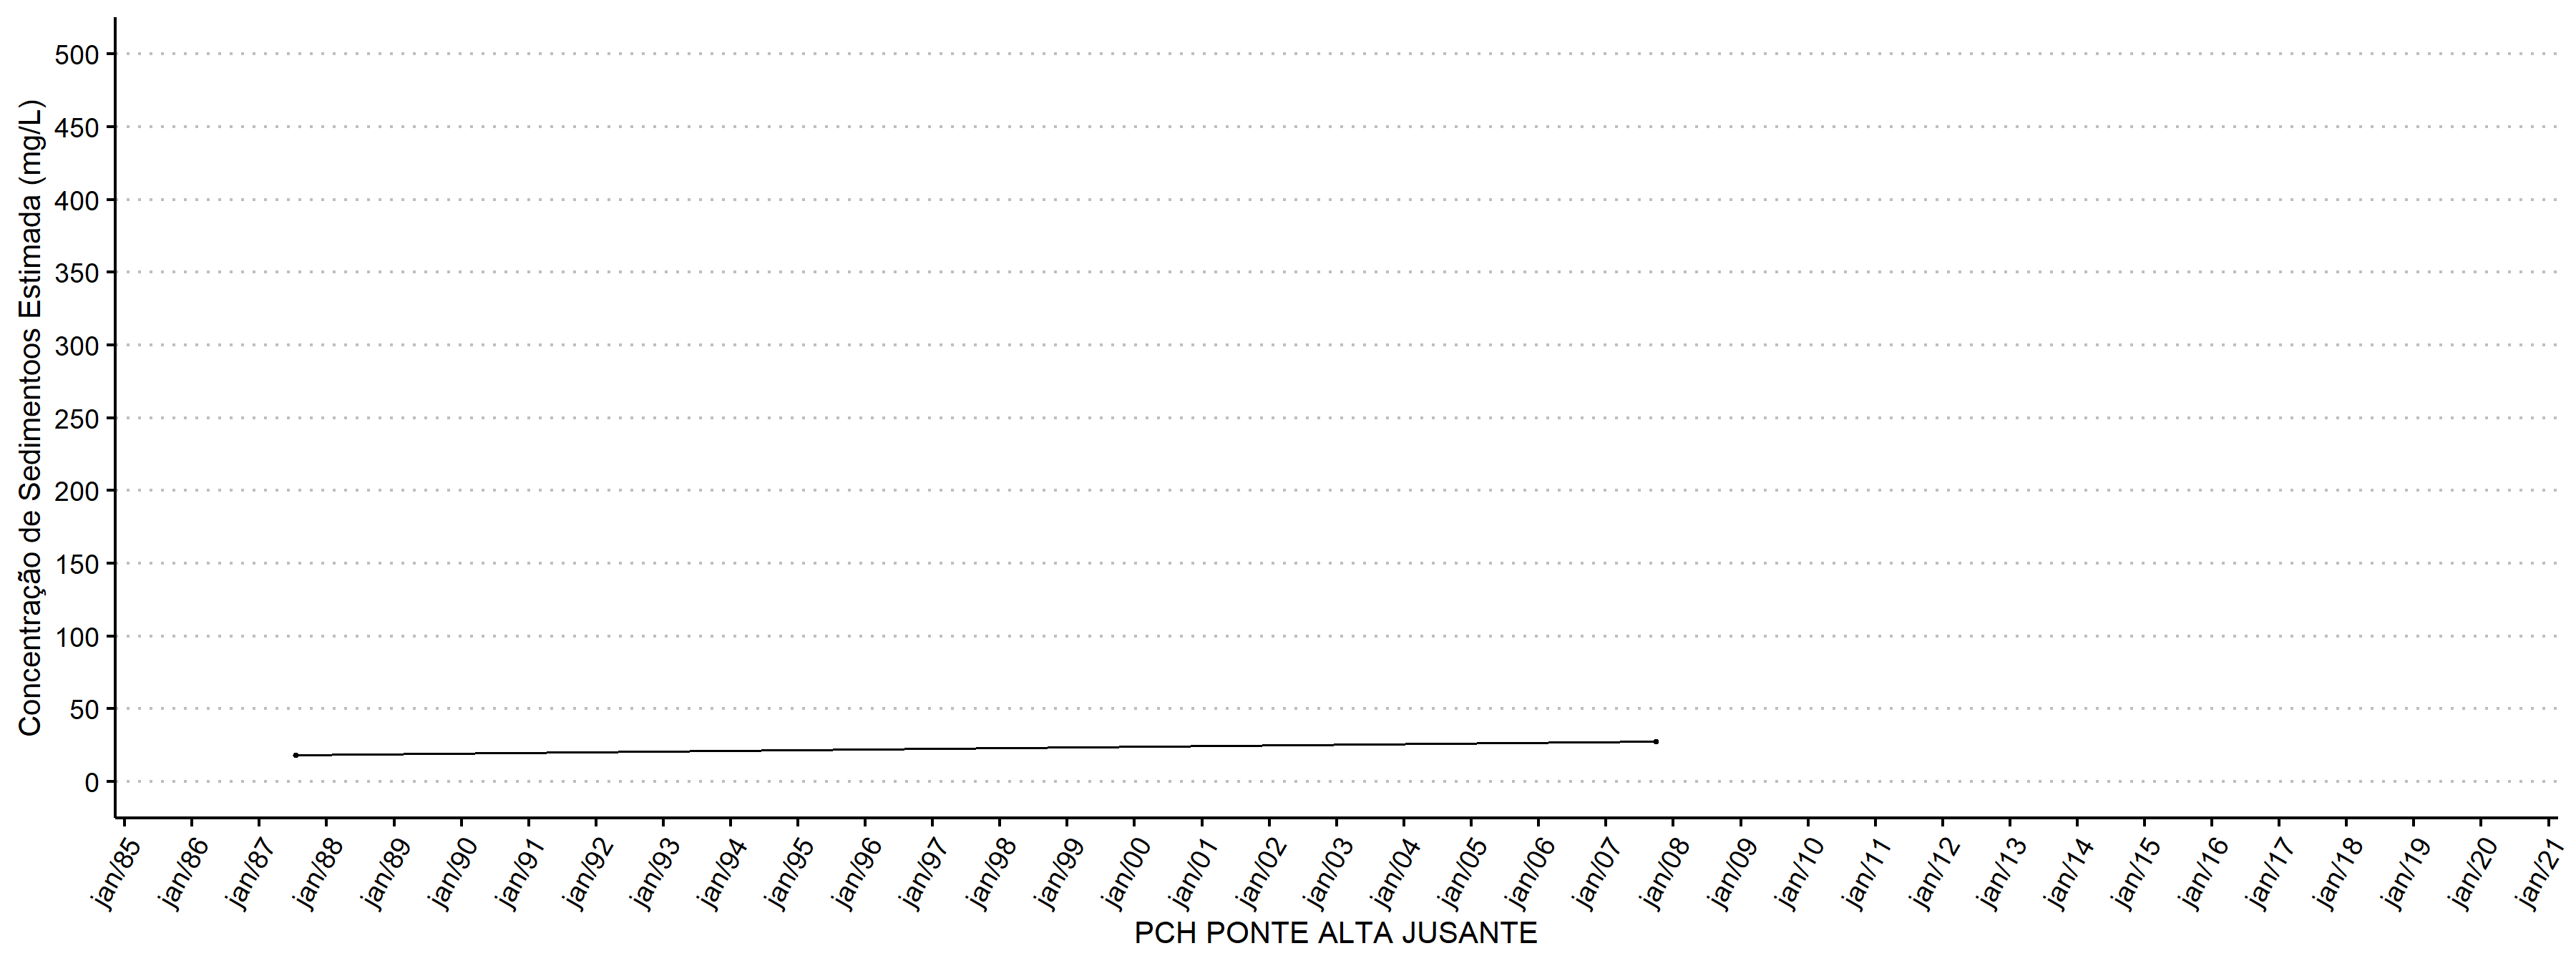 Concentração de Sedimentoos Estimada (mg/L)
500
450
400
350
300
250
200
150
100
50
0
jan/85
jan/86
jan/87
jan/88
jan/89
jan/90
jan/91
jan/92
jan/93
jan/94
jan/95
jan/96
jan/97
jan/98
jan/99
jan/00
jan/01
jan/02
jan/03
jan/04
jan/05
jan/06
jan/07
jan/08
jan/09
jan/10
jan/11
jan/12
jan/13
jan/14
jan/15
jan/16
jan/17
jan/18
jan/19
jan/20
jan/21
PCH PONTE ALTA JUSANTE